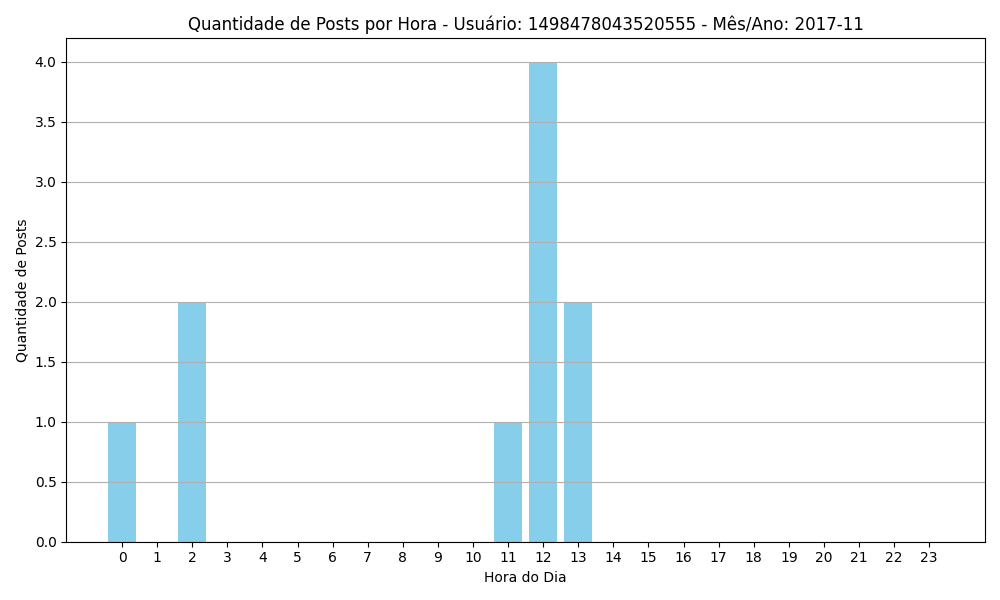 Quantidade de Posts por Hora - Usuário: 1498478043520555 - Mês/Ano: 2017-11
4.0
3.5
3.0
2.5
2.0
1.5
1.0
0.5
0.0
Quantidade de Posts
0 1 2 3 4 5 6 7 8 9 10 11 12 13 14 15 16 17 18 19 20 21 22 23
Hora do Dia